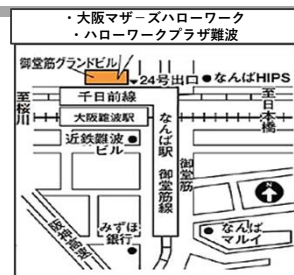 ・大阪マザーズハローワーク
・ハローワークプラザ難波
御堂筋グランドビル
24号出口
なんばHIPS
至桜川
千日前線
至日本橋
大阪難波駅
近鉄難波
ビル
なんば駅 御堂筋線
御堂筋
阪神高速
みずほ
銀行
なんば
マルイ